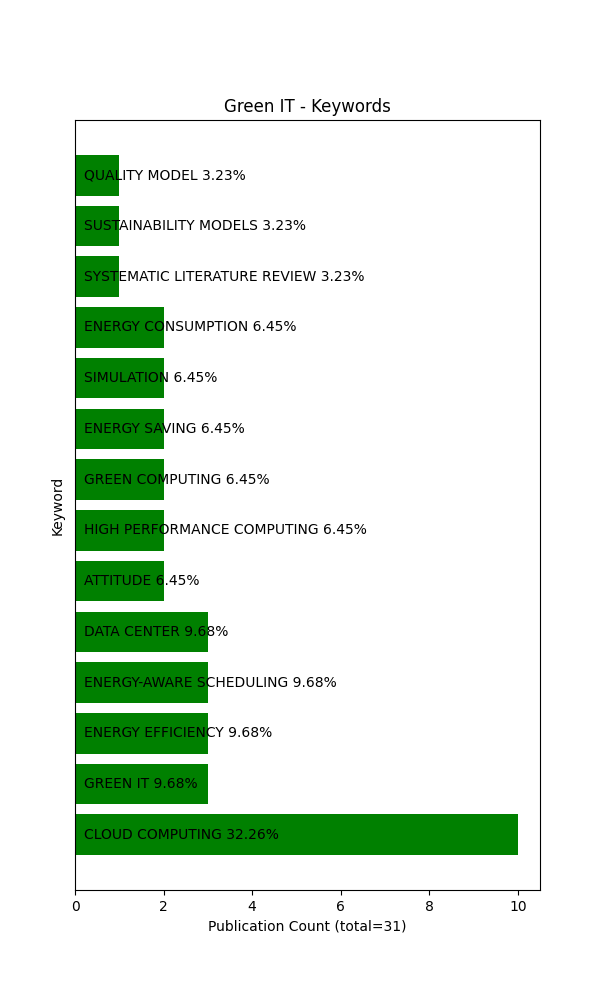 Green IT - Keywords
QUALITY MODEL 3.23%
SUSTAINABILITY MODELS 3.23%
SYSTEMATIC LITERATURE REVIEW 3.23%
ENERGY CONSUMPTION 6.45%
SIMULATION 6.45%
ENERGY SAVING 6.45%
GREEN COMPUTING 6.45%
HIGH PERFORMANCE COMPUTING 6.45%
ATTITUDE 6.45%
DATA CENTER 9.68%
ENERGY-AWARE SCHEDULING 9.68%
ENERGY EFFICIENCY 9.68%
GREEN IT 9.68%
CLOUD COMPUTING 32.26%
Keyword
0 2 4 6 8 10
Publication Count (total=31)